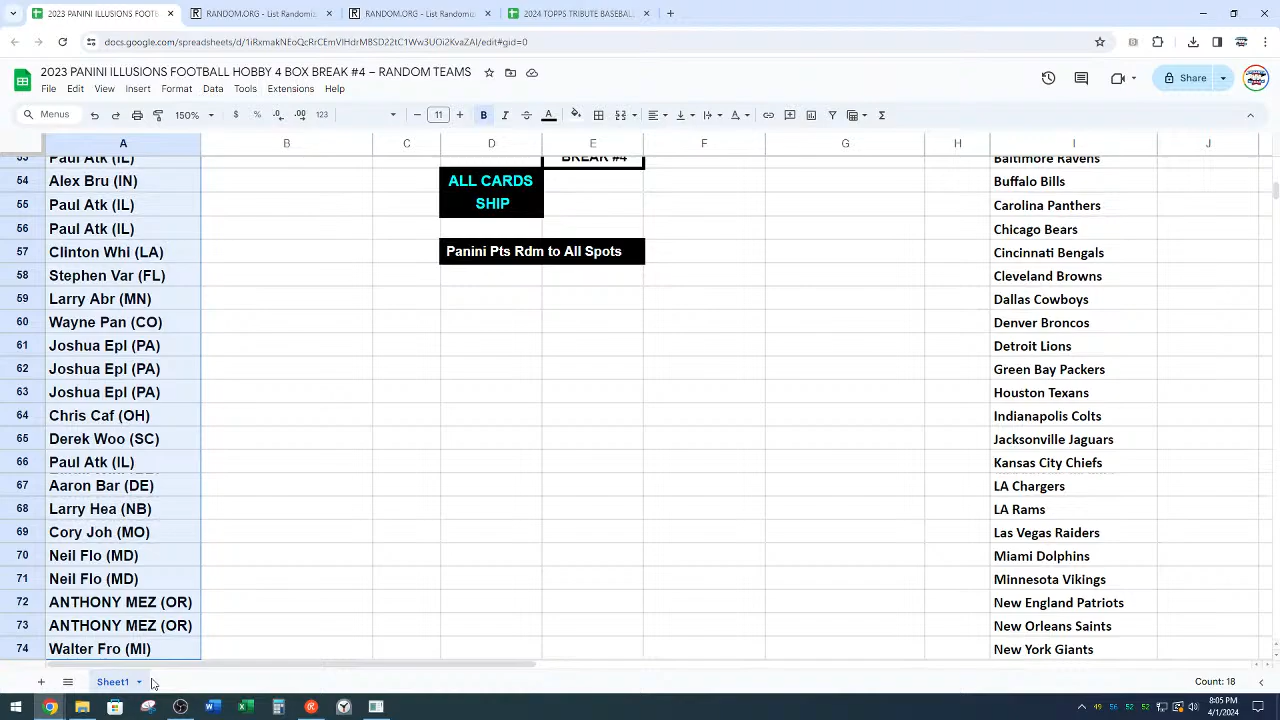 2023 PANINI ILLUSIONS FOOTB
RANDOM.ORG - List Randomiz
RANDOM.ORG - List Randomiz
2024 TOPPS TRIBUTE BASEBAL
2023 PANINI ILLUSIONS FOOTBALL HOBBY 4 BOX BREAK #4 – RANDOM TEAMS
File Edit View Insert Format Data Tools Extensions Help
Share
Menus 150% $ % .0 .00 123 11 B I A
A B C D E F G H I J
53 Paul Atk (IL) BREAK #4 Baltimore Ravens
54 Alex Bru (IN) ALL CARDS Buffalo Bills
55 Paul Atk (IL) SHIP Carolina Panthers
56 Paul Atk (IL) Chicago Bears
57 Clinton Whi (LA) Panini Pts Rdm to All Spots Cincinnati Bengals
58 Stephen Var (FL) Cleveland Browns
59 Larry Abr (MN) Dallas Cowboys
60 Wayne Pan (CO) Denver Broncos
61 Joshua Epl (PA) Detroit Lions
62 Joshua Epl (PA) Green Bay Packers
63 Joshua Epl (PA) Houston Texans
64 Chris Caf (OH) Indianapolis Colts
65 Derek Woo (SC) Jacksonville Jaguars
66 Paul Atk (IL) Kansas City Chiefs
67 Aaron Bar (DE) LA Chargers
68 Larry Hea (NB) LA Rams
69 Cory Joh (MO) Las Vegas Raiders
70 Neil Flo (MD) Miami Dolphins
71 Neil Flo (MD) Minnesota Vikings
72 ANTHONY MEZ (OR) New England Patriots
73 ANTHONY MEZ (OR) New Orleans Saints
74 Walter Fro (MI) New York Giants
Sheet1 Count: 18
49 56 52 52
8:05 PM
4/1/2024